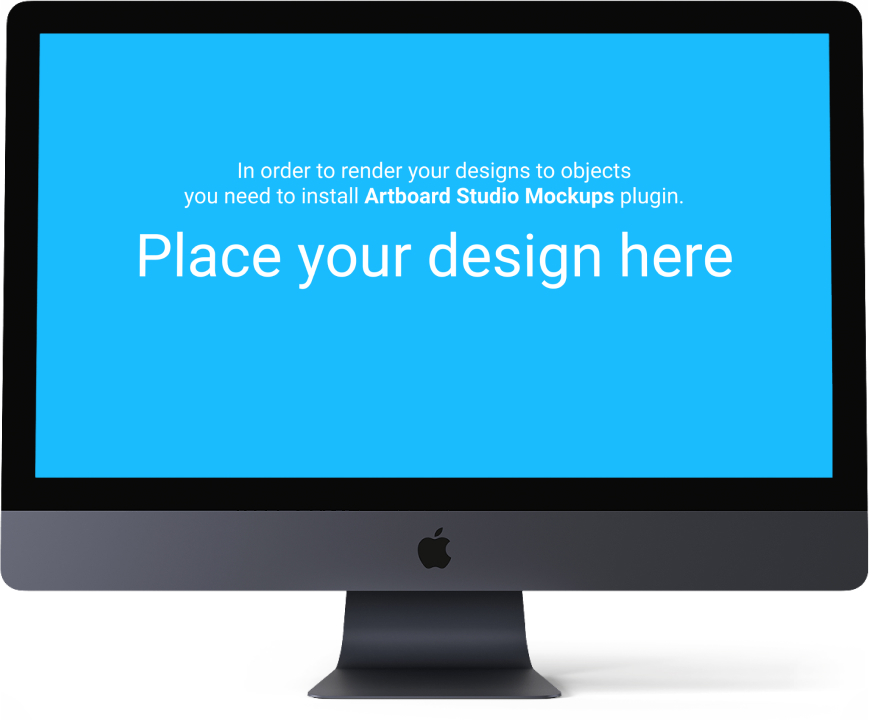 In order to render your designs to objects
you need to install Artboard Studio Mockups plugin.
Place your design here